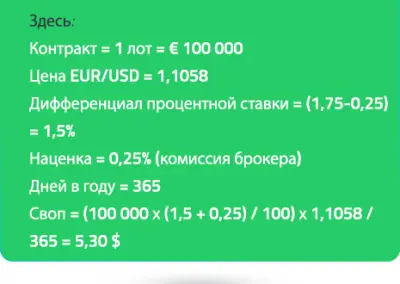 Здесь:
Контракт = 1 лот = € 100 000
Цена EUR/USD = 1,1058
Дифференциал процентной ставки = (1,75-0,25)
= 1,5%
Наценка = 0,25% (комиссия брокера)
Дней в году = 365
Своп = (100 000 x (1,5 + 0,25) / 100) x 1,1058 /
365 = 5,30 $